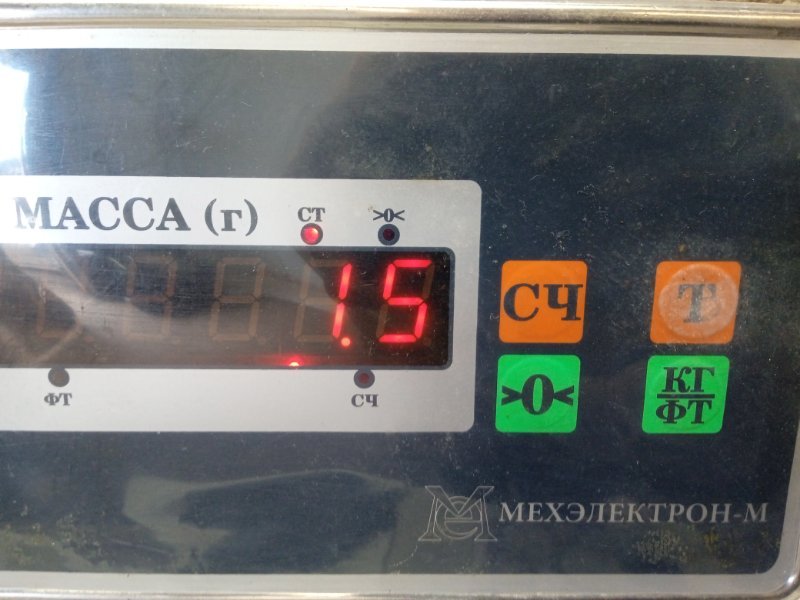 МАССА (г)
СТ
>0<
1.5
ФТ
СЧ
СЧ
Т
>0<
КГ
ФТ
МЕХЭЛЕКТРОН-М